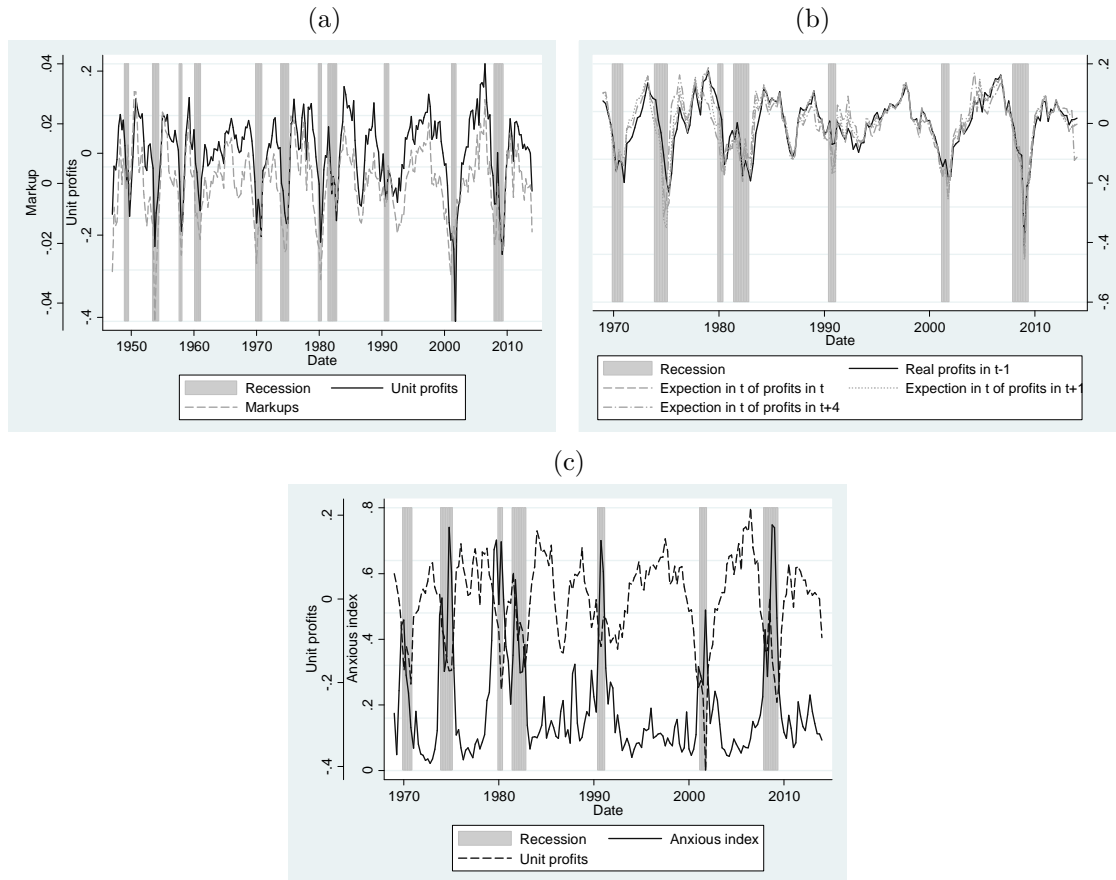 (a)
.04
.02
0
-.02
-.04
Markup
.2
0
-.2
-.4
Unit profits
1950 1960 1970 1980 1990 2000 2010
Date
Recession Unit profits
Markups
(b)
.2
0
-.2
-.4
-.6
1970 1980 1990 2000 2010
Date
Recession Real profits in t-1
Expection in t of profits in t Expection in t of profits in t+1
Expection in t of profits in t+4
(c)
.2
0
-.2
-.4
Unit profits
.8
.6
.4
.2
0
Anxious index
1970 1980 1990 2000 2010
Date
Recession Anxious index
Unit profits